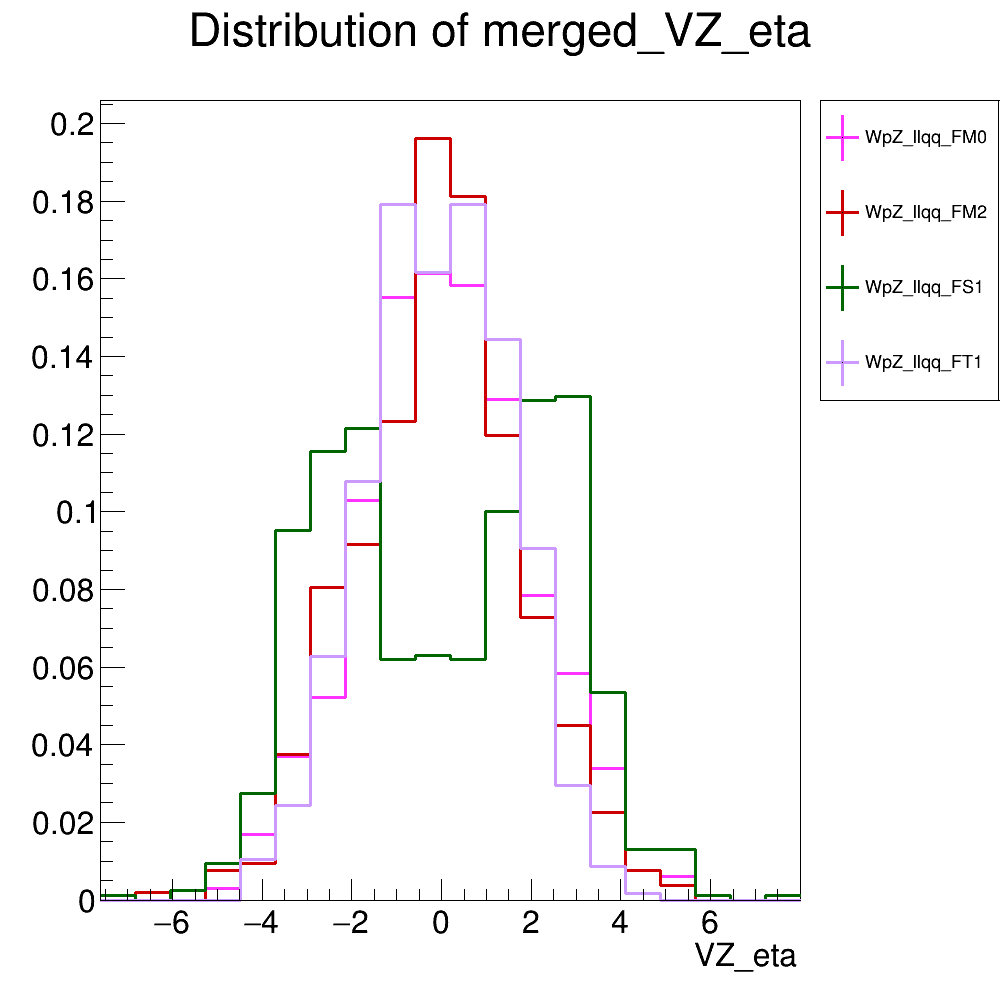 Distribution of merged_VZ_eta
0.2
0.18
0.16
0.14
0.12
0.1
0.08
0.06
0.04
0.02
0
−6 −4 −2 0 2 4 6
VZ_eta
WpZ_llqq_FM0
WpZ_llqq_FM2
WpZ_llqq_FS1
WpZ_llqq_FT1